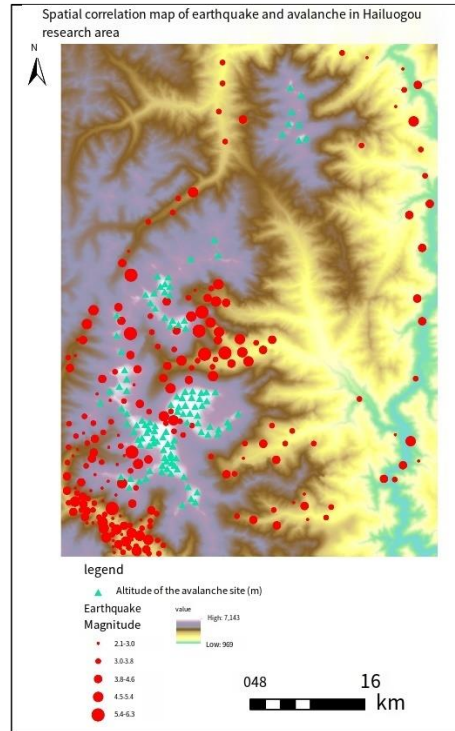 Spatial correlation map of earthquake and avalanche in Hailuogou
research area
N
legend
Altitude of the avalanche site (m)
Earthquake
Magnitude
2.1-3.0
3.0-3.8
3.8-4.6
4.5-5.4
5.4-6.3
value
High: 7,143
Low: 969
048 16
km